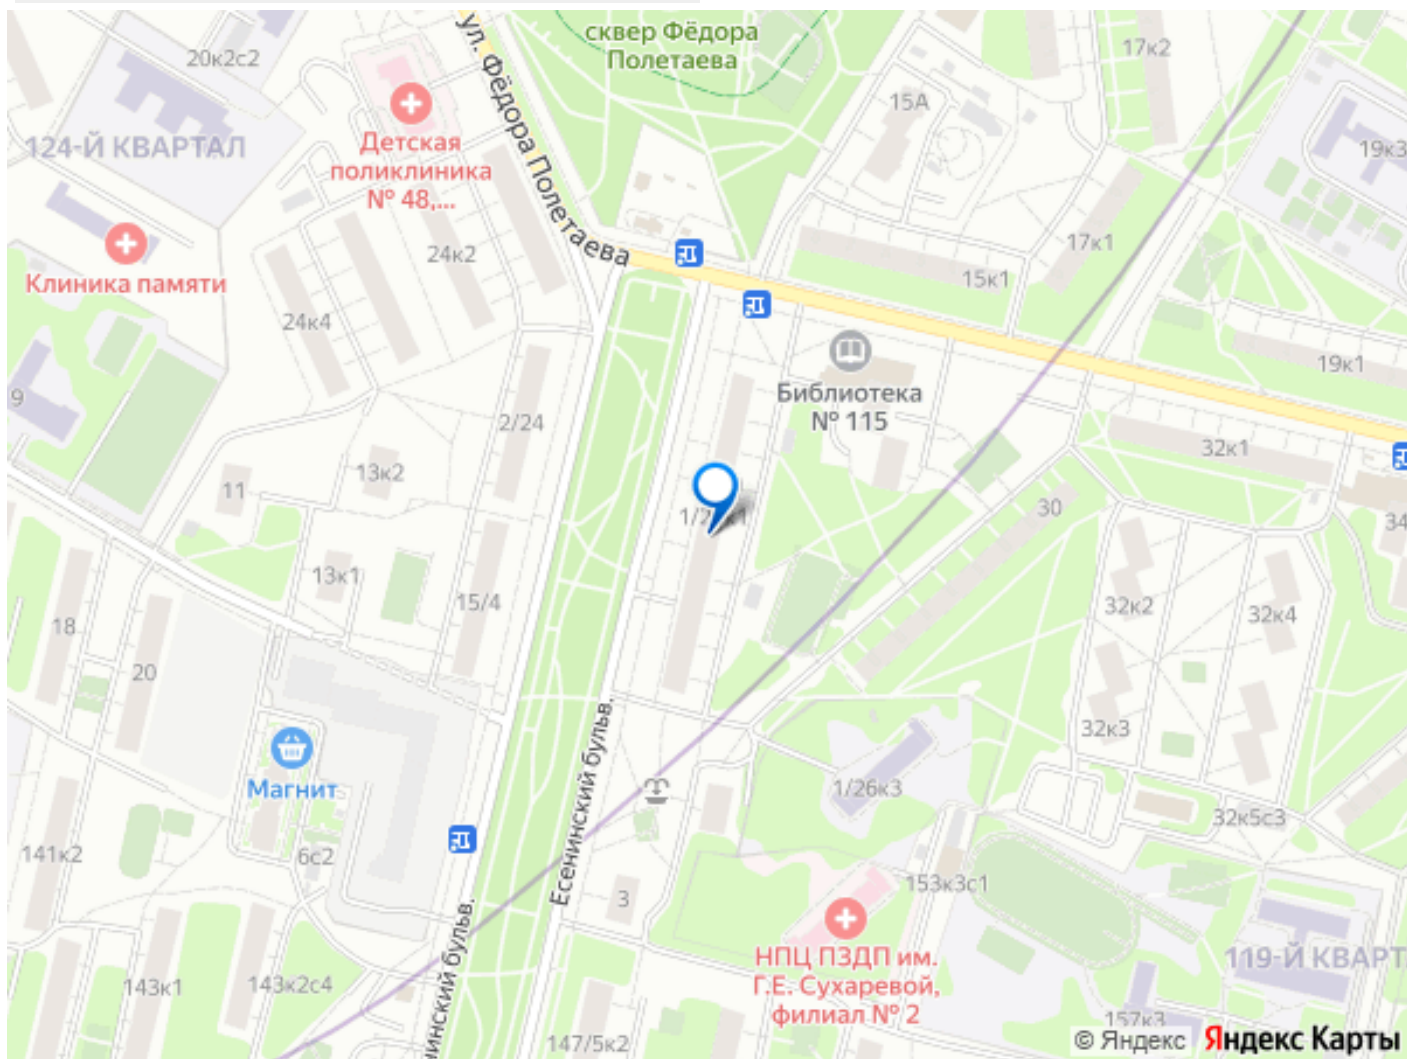 сквер Фёдора
Полетаева
17к2
20к2с2
ул. Фёдора Полетаева
15А
124-Й КВАРТАЛ
Детская
поликлиника
№ 48,...
19к3
Клиника памяти
24к2
17к1
15к1
24к4
Библиотека
№ 115
19к1
9
2/24
13к2
11
32к1
30
34
13к1
15/4
32к2
32к4
18
20
Есенинский бульв.
32к3
Магнит
1/26к3
32к5с3
141к2
6с2
3
153к3с1
НПЦ ПЗДП им.
Г.Е. Сухаревой,
филиал № 2
119-Й КВАРТ
143к1
143к2с4
нинский бульв.
147/5к2
157к3
© Яндекс Яндекс Карты